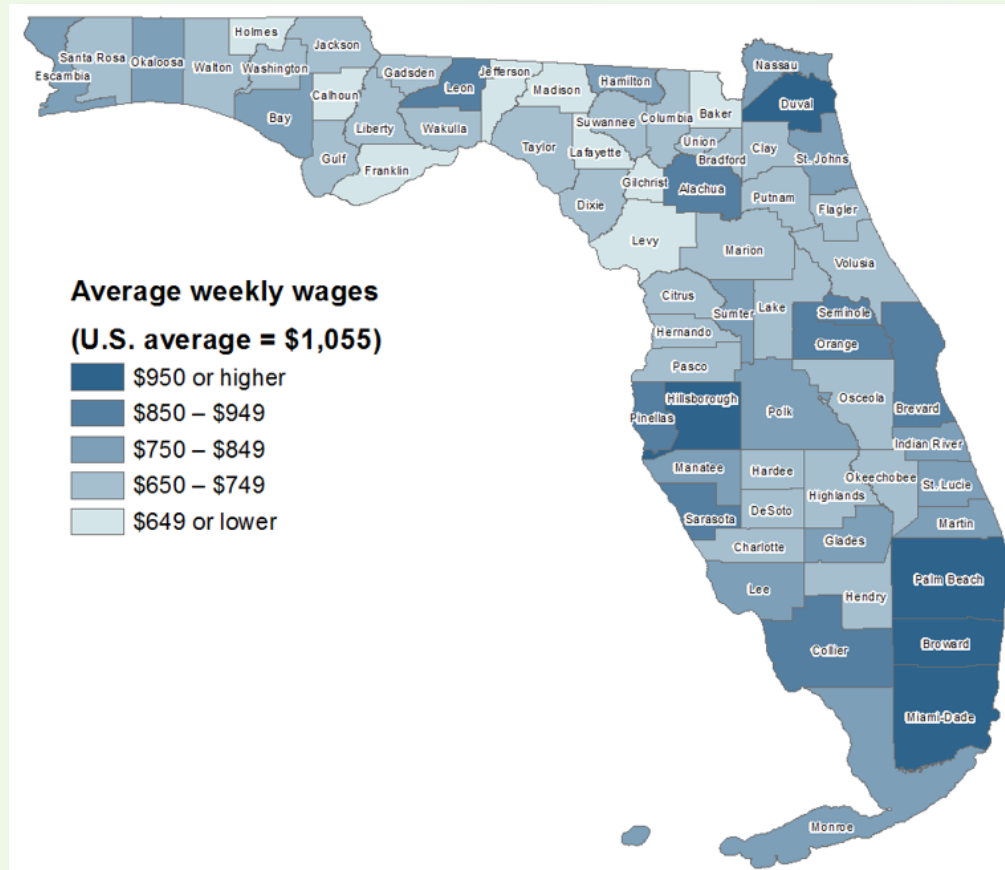 Holmes
Jackson
Santa Rosa
Okaloosa
Walton
Washington
Escambia
Calhoun
Bay
Gadsden
Leon
Jefferson
Madison
Hamilton
Liberty
Wakulla
Gulf
Franklin
Taylor
Suwannee
Columbia
Baker
Nassau
Duval
Lafayette
Union
Bradford
Clay
St. Johns
Gilchrist
Alachua
Putnam
Dixie
Flagler
Levy
Marion
Volusia
Average weekly wages
(U.S. average = $1,055)
$950 or higher
$850 – $949
$750 – $849
$650 – $749
$649 or lower
Citrus
Sumter
Lake
Seminole
Hernando
Orange
Pasco
Hillsborough
Pinellas
Polk
Osceola
Brevard
Indian River
Manatee
Hardee
Okeechobee
St. Lucie
Highlands
Sarasota
DeSoto
Martin
Charlotte
Glades
Lee
Hendry
Palm Beach
Collier
Broward
Miami-Dade
Monroe